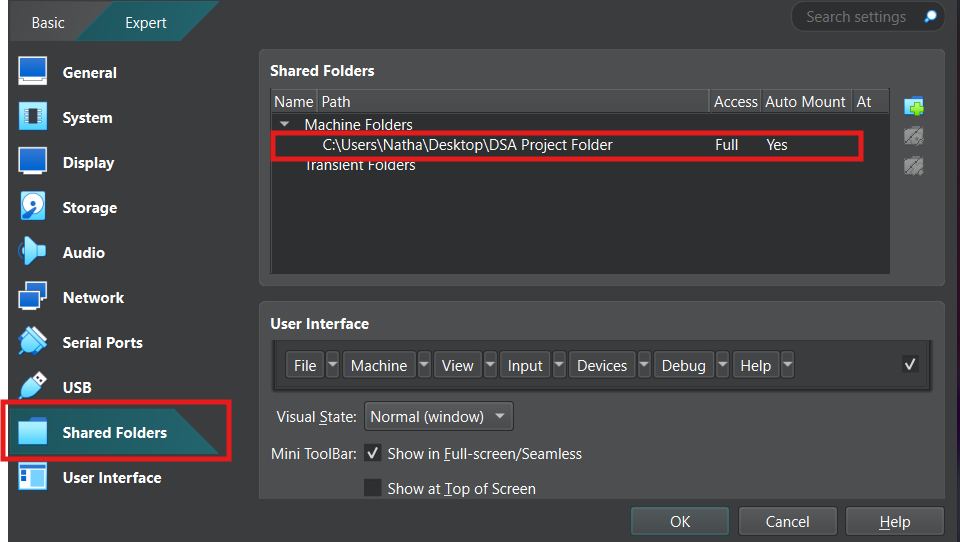 Basic Expert Search settings
General
System
Display
Storage
Audio
Network
Serial Ports
USB
Shared Folders
User Interface
Shared Folders
Name Path Access Auto Mount At
Machine Folders
C:\Users\Natha\Desktop\DSA Project Folder Full Yes
Transient Folders
User Interface
File Machine View Input Devices Debug Help
Visual State: Normal (window)
Mini ToolBar: Show in Full-screen/Seamless
Show at Top of Screen
OK Cancel Help